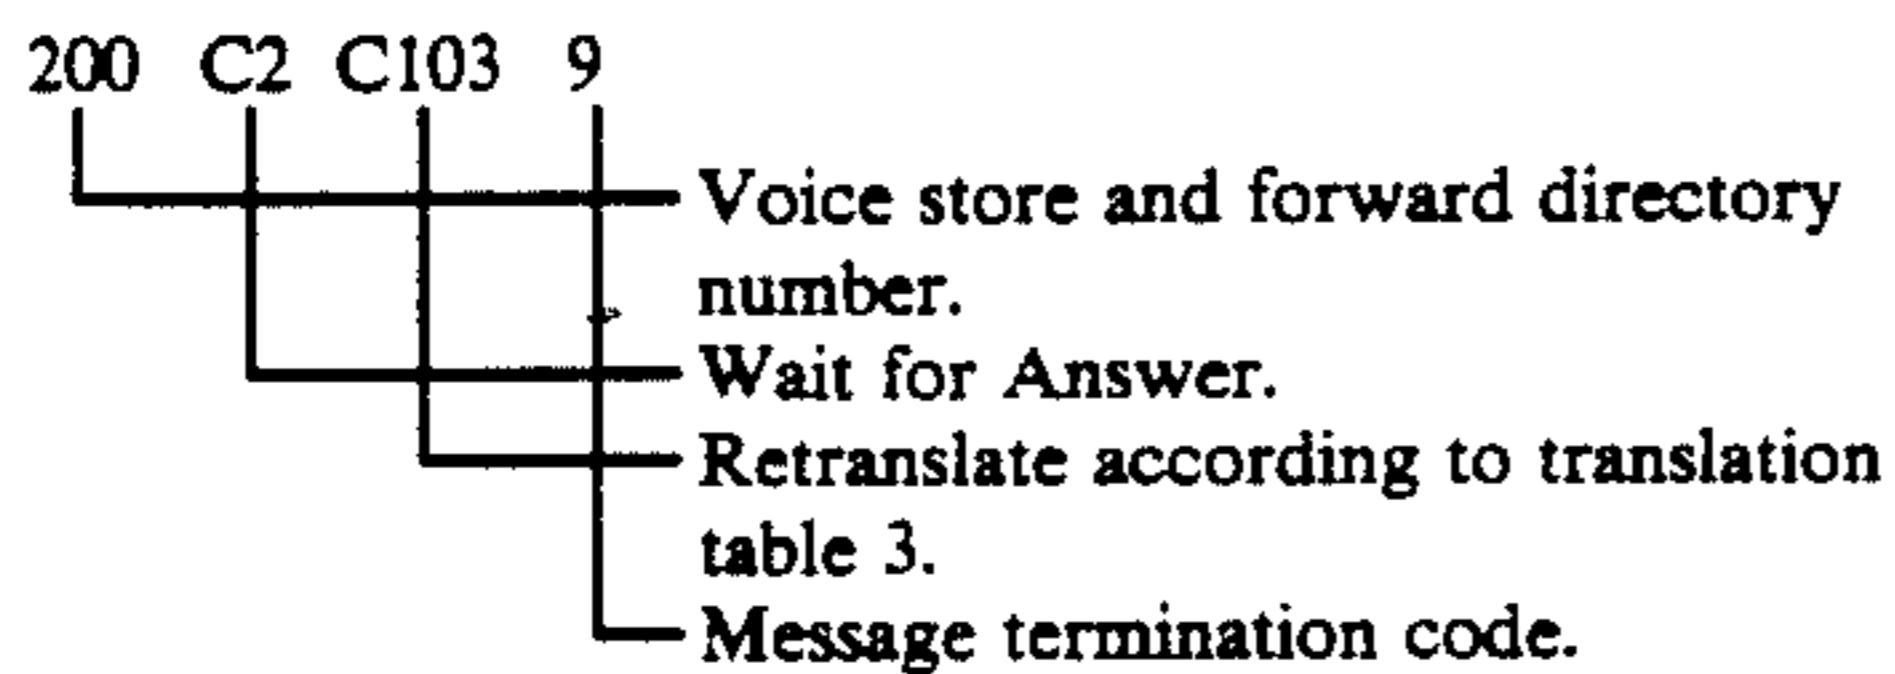 200 C2 C103 9
Voice store and forward directory
number.
Wait for Answer.
Retranslate according to translation
table 3.
Message termination code.